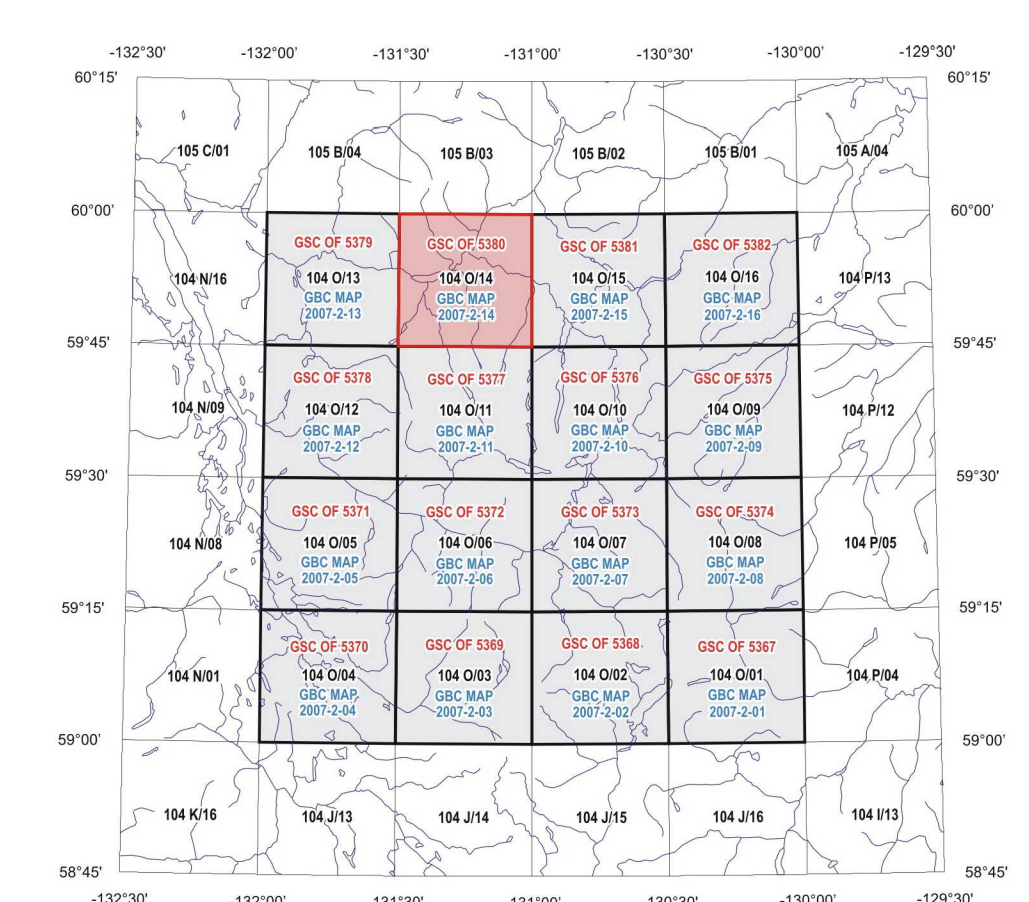 -132°30' -132°00' -131°30' -131°00' -130°30' -130°00' -129°30'
60°15' 60°15'
105 C/01 105 B/04 105 B/03 105 B/02 105 B/01 105 A/04
60°00' 60°00'
GSC OF 5379 GSC OF 5380 GSC OF 5381 GSC OF 5382
104 N/16 104 O/13 104 O/14 104 O/15 104 O/16 104 P/13
GBC MAP GBC MAP GBC MAP GBC MAP
2007-2-13 2007-2-14 2007-2-15 2007-2-16
59°45' 59°45'
GSC OF 5378 GSC OF 5377 GSC OF 5376 GSC OF 5375
104 N/09 104 O/12 104 O/11 104 O/10 104 O/09 104 P/12
GBC MAP GBC MAP GBC MAP GBC MAP
2007-2-12 2007-2-11 2007-2-10 2007-2-09
59°30' 59°30'
GSC OF 5371 GSC OF 5372 GSC OF 5373 GSC OF 5374
104 N/08 104 O/05 104 O/06 104 O/07 104 O/08 104 P/05
GBC MAP GBC MAP GBC MAP GBC MAP
2007-2-05 2007-2-06 2007-2-07 2007-2-08
59°15' 59°15'
GSC OF 5370 GSC OF 5369 GSC OF 5368 GSC OF 5367
104 N/01 104 O/04 104 O/03 104 O/02 104 O/01 104 P/04
GBC MAP GBC MAP GBC MAP GBC MAP
2007-2-04 2007-2-03 2007-2-02 2007-2-01
59°00' 59°00'
104 K/16 104 J/13 104 J/14 104 J/15 104 J/16 104 I/13
58°45' 58°45'
-132°30' 132°00' 131°30' 131°00' 130°30' -130°00' -129°30'